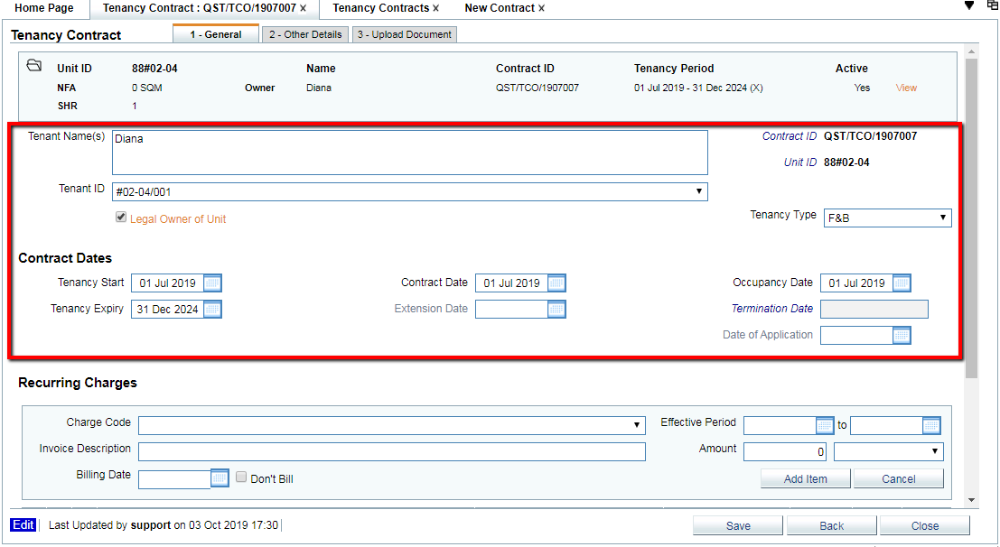 Home Page Tenancy Contract : QST/TCO/1907007 x Tenancy Contracts x New Contract x
Tenancy Contract 1 - General 2 - Other Details 3 - Upload Document
Unit ID 88#02-04 Name Contract ID Tenancy Period Active
NFA 0 SQM Owner Diana QST/TCO/1907007 01 Jul 2019 - 31 Dec 2024 (X) Yes View
SHR 1
Tenant Name(s) Diana Contract ID QST/TCO/1907007
Unit ID 88#02-04
Tenant ID #02-04/001
Legal Owner of Unit Tenancy Type F&B
Contract Dates
Tenancy Start 01 Jul 2019 Contract Date 01 Jul 2019 Occupancy Date 01 Jul 2019
Tenancy Expiry 31 Dec 2024 Extension Date Termination Date
Date of Application
Recurring Charges
Charge Code Effective Period to
Invoice Description Amount 0
Billing Date Don't Bill Add Item Cancel
Edit Last Updated by support on 03 Oct 2019 17:30 Save Back Close